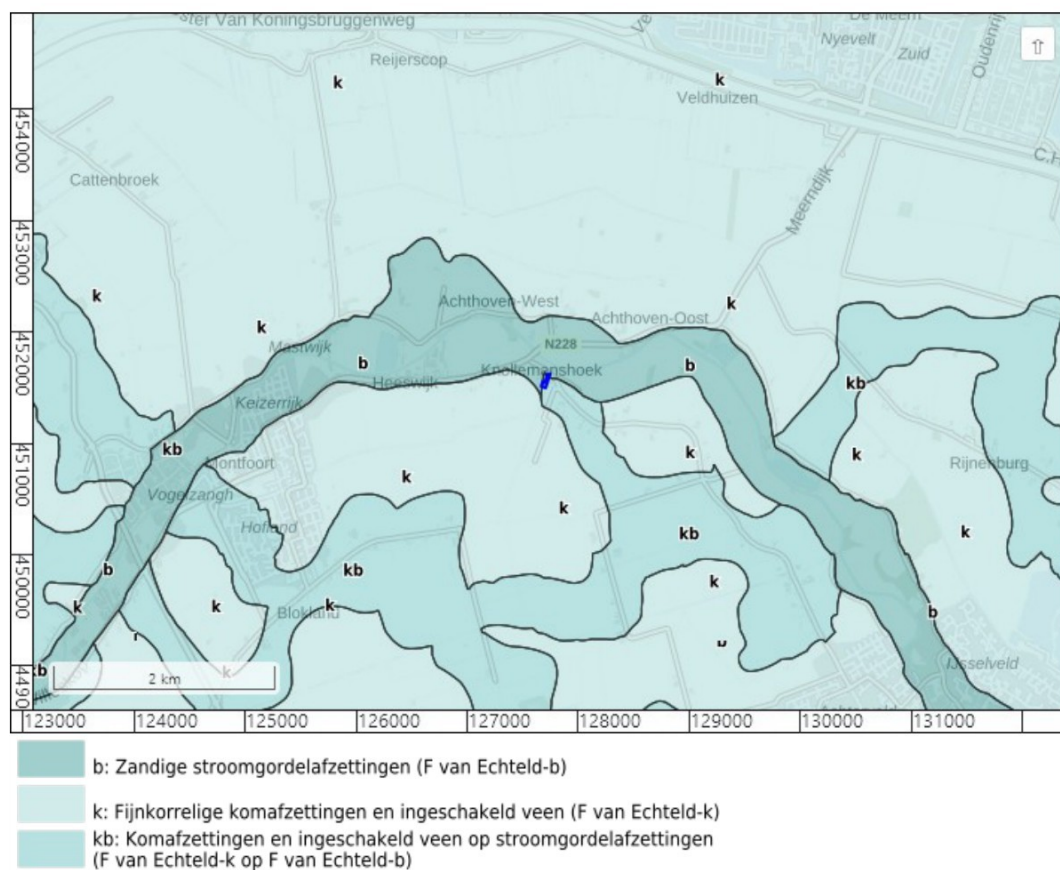 ster Van Koningsbruggenweg
De Meern
Nyevelt
Zuid
Oudenrij
Reijerscop
k
k
Veldhuizen
454000
Cattenbroek
Meerndijk
453000
k
k
k
Achthoven-West
Achthoven-Oost
Mastwijk
N228
452000
b
b
Knollemanshoek
Heeswijk
kb
Keizerrijk
451000
kb
k
k
Montfoort
k
Rijnenburg
Vogelzangh
k
Hofland
kb
k
450000
b
kb
k
k
k
k
Blokland
b
4490
kb
k
IJsselveld
2 km
123000
124000
125000
126000
127000
128000
129000
130000
131000
b: Zandige stroomgordelafzettingen (F van Echteld-b)
k: Fijnkorrelige komafzettingen en ingeschakeld veen (F van Echteld-k)
kb: Komafzettingen en ingeschakeld veen op stroomgordelafzettingen
(F van Echteld-k op F van Echteld-b)